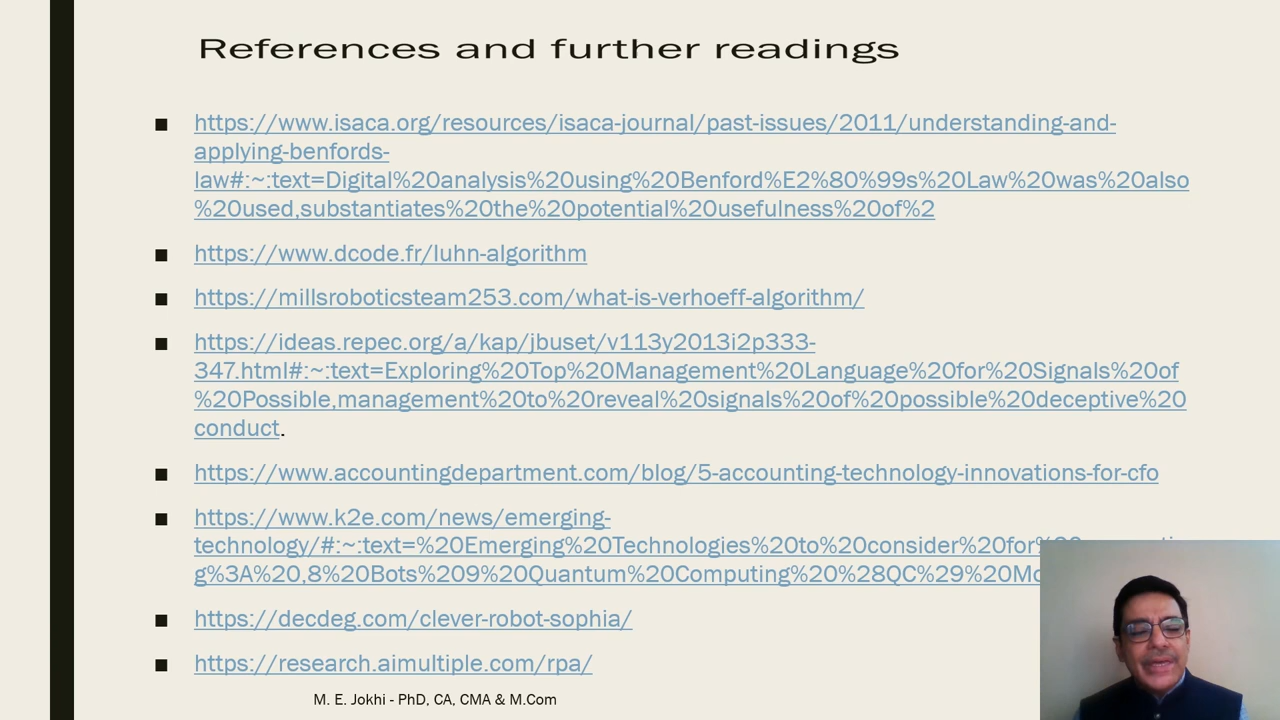 References and further readings
https://www.isaca.org/resources/isaca-journal/past-issues/2011/understanding-and-
applying-benfords-
law#:~:text=Digital%20analysis%20using%20Benford%E2%80%99s%20Law%20was%20also
%20used,substantiates%20the%20potential%20usefulness%20of%2
https://www.dcode.fr/luhn-algorithm
https://millsroboticsteam253.com/what-is-verhoeff-algorithm/
https://ideas.repec.org/a/kap/jbuset/v113y2013i2p333-
347.html#:~:text=Exploring%20Top%20Management%20Language%20for%20Signals%20of
%20Possible,management%20to%20reveal%20signals%20of%20possible%20deceptive%20
conduct.
https://www.accountingdepartment.com/blog/5-accounting-technology-innovations-for-cfo
https://www.k2e.com/news/emerging-
technology/#:~:text=%20Emerging%20Technologies%20to%20consider%20for%
g%3A%20,8%20Bots%209%20Quantum%20Computing%20%28QC%29%20Mo
https://decdeg.com/clever-robot-sophia/
https://research.aimultiple.com/rpa/
M. E. Jokhi - PhD, CA, CMA & M.Com